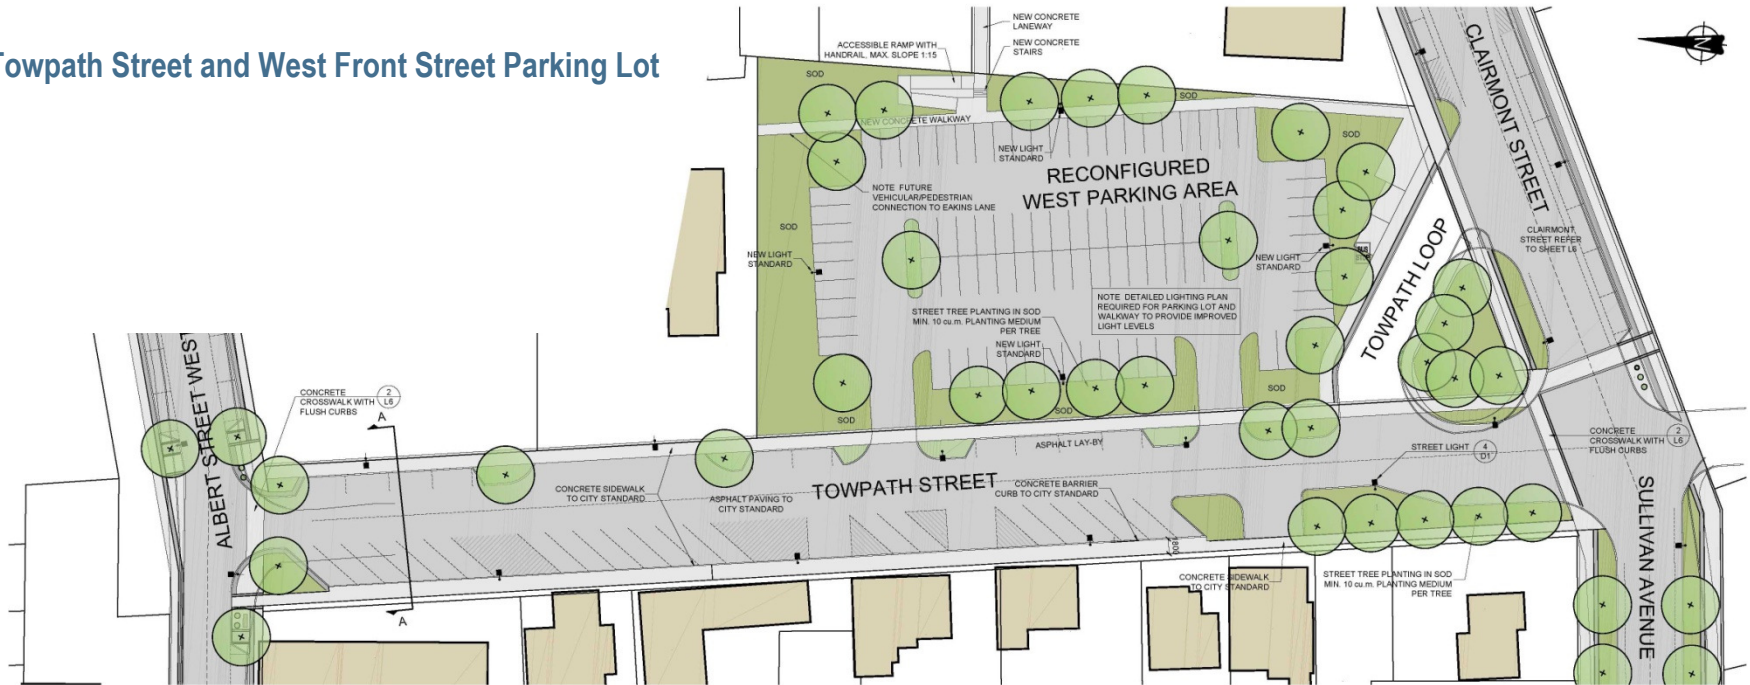 Towpath Street and West Front Street Parking Lot
NEW CONCRETE
LANEWAY
NEW CONCRETE
STAIRS
ACCESSIBLE RAMP WITH
HANDRAIL, MAX. SLOPE 1:15
N
SOD
SOD
NEW CONCRETE WALKWAY
SOD
NEW LIGHT
STANDARD
RECONFIGURED
WEST PARKING AREA
CLAIRMONT STREET
NOTE FUTURE
VEHICULAR/PEDESTRIAN
CONNECTION TO EAKINS LANE
SOD
NEW LIGHT
STANDARD
NEW LIGHT
STANDARD
CLAIRMONT
STREET REFER
TO SHEET L6
TOWPATH LOOP
NOTE DETAILED LIGHTING PLAN
REQUIRED FOR PARKING LOT AND
WALKWAY TO PROVIDE IMPROVED
LIGHT LEVELS
STREET TREE PLANTING IN SOD
MIN. 10 cu.m. PLANTING MEDIUM
PER TREE
NEW LIGHT
STANDARD
SOD
SOD
SOD
ALBERT STREET WEST
CONCRETE
CROSSWALK WITH
FLUSH CURBS
2
L6
A
ASPHALT LAY-BY
STREET LIGHT
4
D1
CONCRETE
CROSSWALK WITH
FLUSH CURBS
2
L6
CONCRETE SIDEWALK
TO CITY STANDARD
ASPHALT PAVING TO
CITY STANDARD
TOWPATH STREET
CONCRETE BARRIER
CURB TO CITY STANDARD
1800
CONCRETE SIDEWALK
TO CITY STANDARD
STREET TREE PLANTING IN SOD
MIN. 10 cu.m. PLANTING MEDIUM
PER TREE
SULLIVAN AVENUE
A